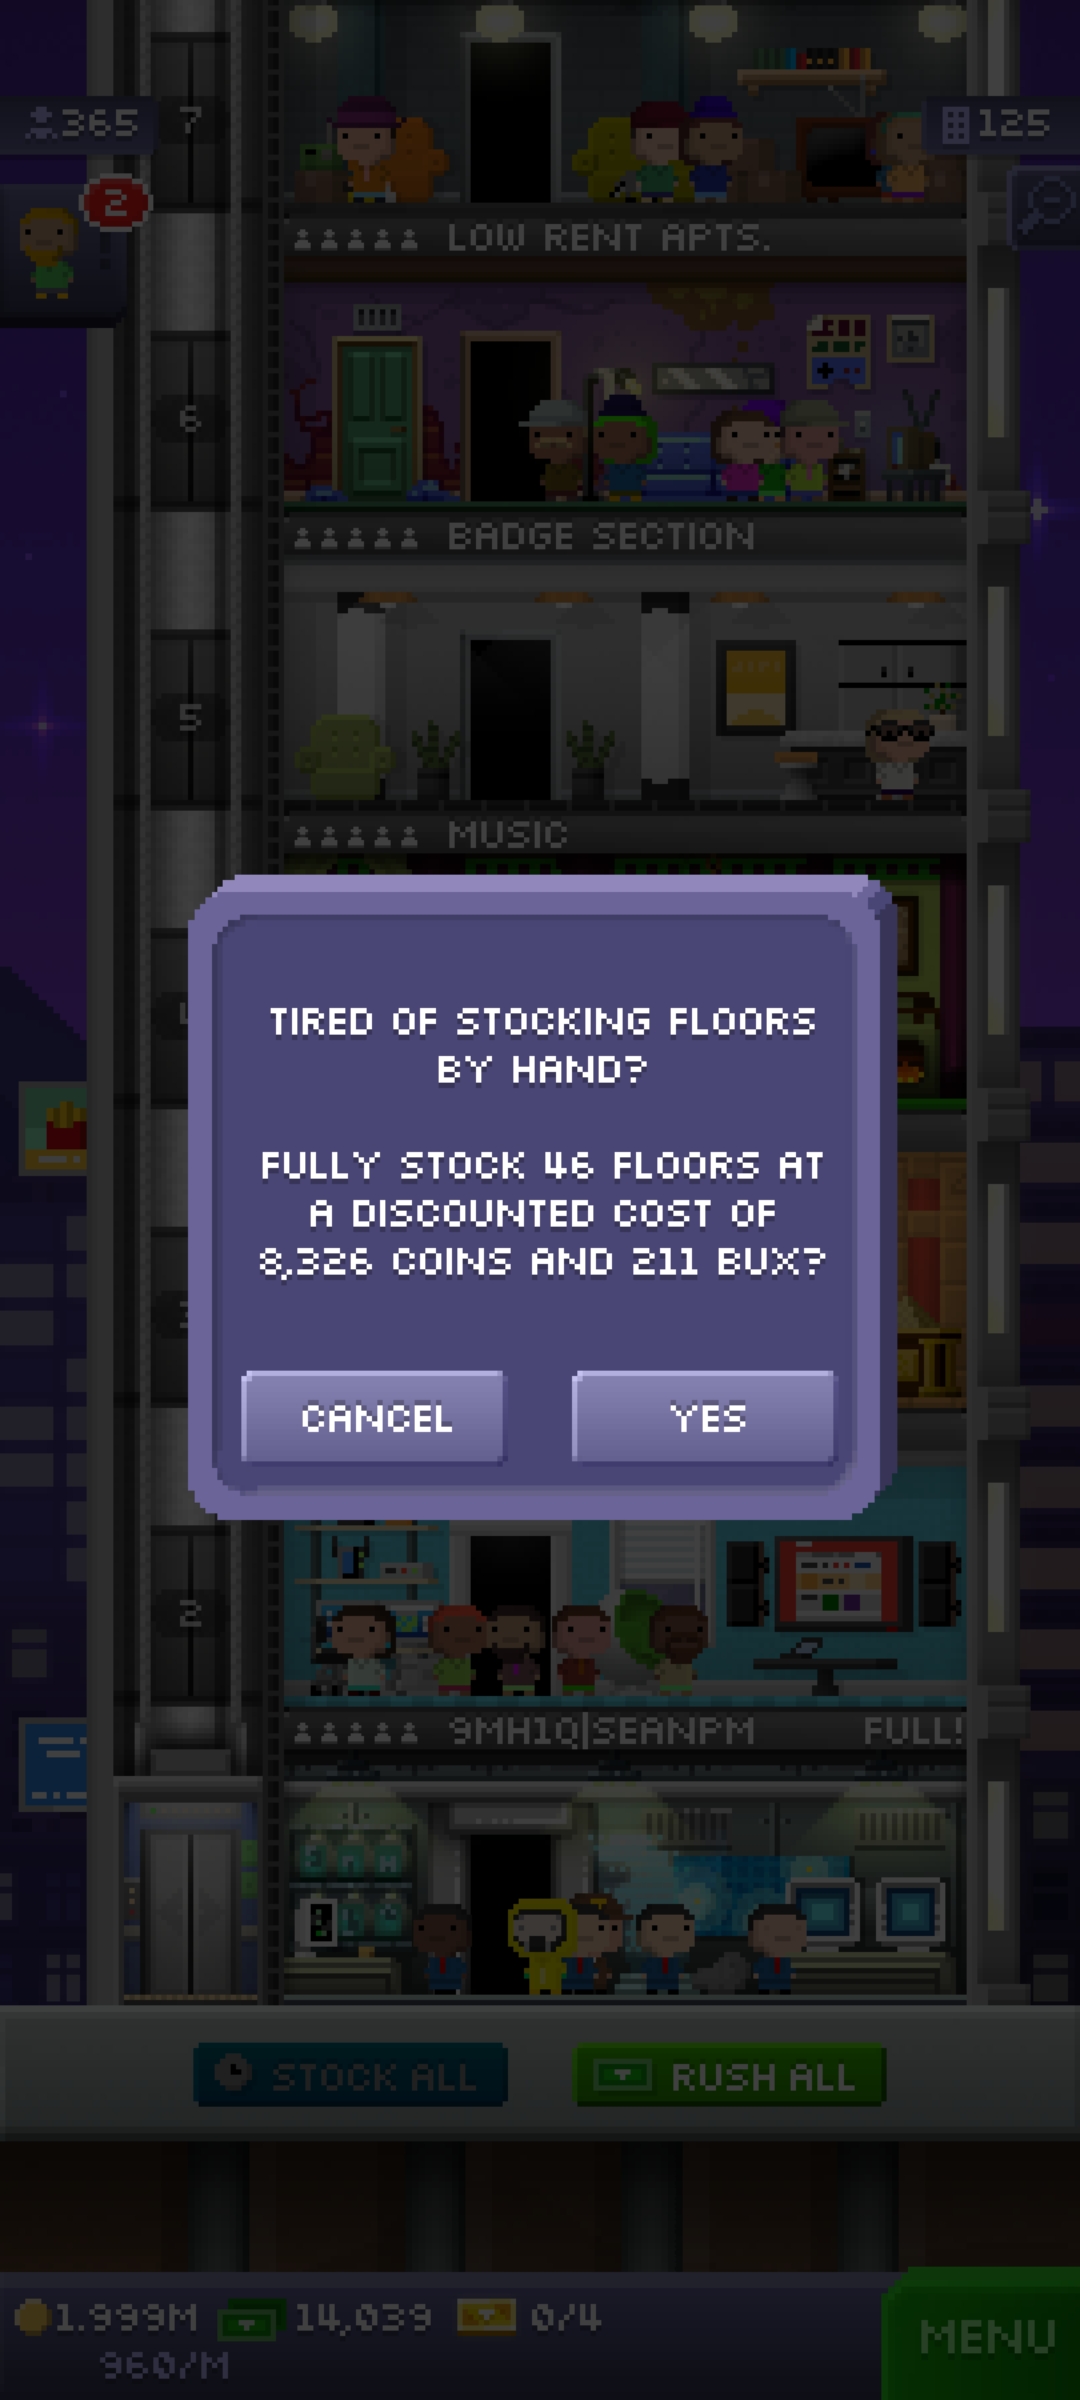 365
7
125
2
LOW RENT APTS.
6
BADGE SECTION
5
MUSIC
TIRED OF STOCKING FLOORS
BY HAND?
FULLY STOCK 46 FLOORS AT
A DISCOUNTED COST OF
8,326 COINS AND 211 BUX?
CANCEL
YES
2
9MH1Q|SEANPM
FULL!
STOCK ALL
RUSH ALL
1.999M
14,039
0/4
960/M
MENU